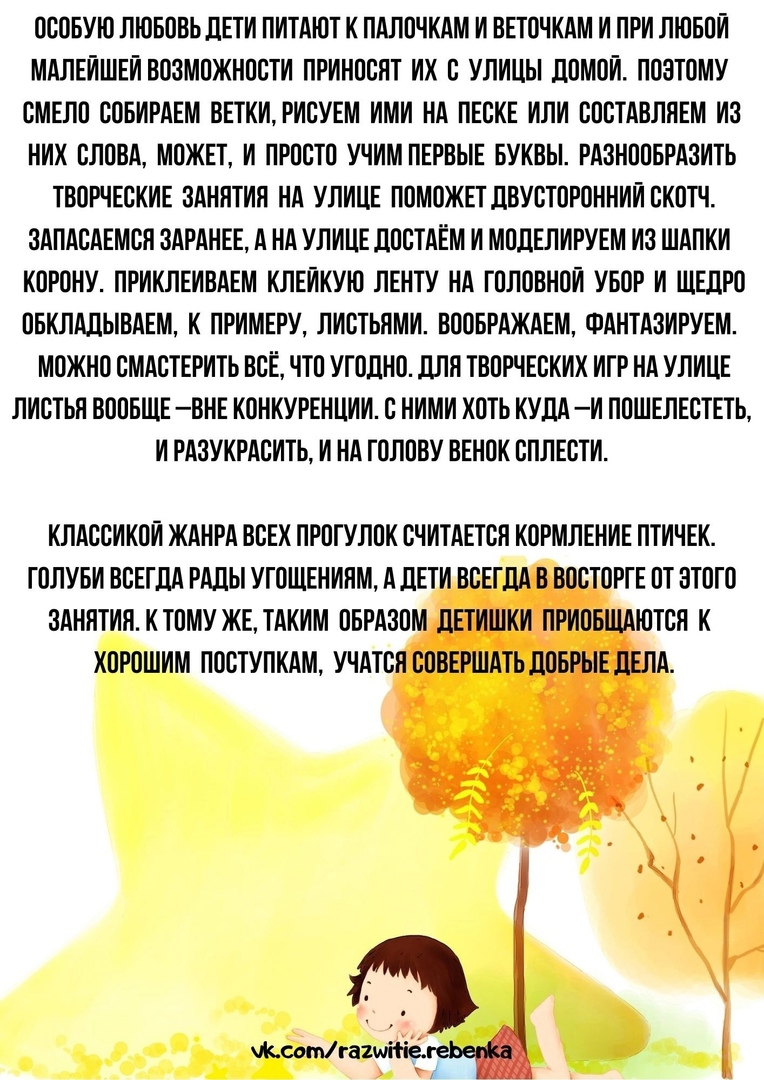 ОСОБУЮ ЛЮБОВЬ ДЕТИ ПИТАЮТ К ПАЛОЧКАМ И ВЕТОЧКАМ И ПРИ ЛЮБОЙ
МАЛЕЙШЕЙ ВОЗМОЖНОСТИ ПРИНОСЯТ ИХ С УЛИЦЫ ДОМОЙ. ПОЭТОМУ
СМЕЛО СОБИРАЕМ ВЕТКИ, РИСУЕМ ИМИ НА ПЕСКЕ ИЛИ СОСТАВЛЯЕМ ИЗ
НИХ СЛОВА, МОЖЕТ, И ПРОСТО УЧИМ ПЕРВЫЕ БУКВЫ. РАЗНООБРАЗИТЬ
ТВОРЧЕСКИЕ ЗАНЯТИЯ НА УЛИЦЕ ПОМОЖЕТ ДВУСТОРОННИЙ СКОТЧ.
ЗАПАСАЕМСЯ ЗАРАНЕЕ, А НА УЛИЦЕ ДОСТАЁМ И МОДЕЛИРУЕМ ИЗ ШАПКИ
КОРОНУ. ПРИКЛЕИВАЕМ КЛЕЙКУЮ ЛЕНТУ НА ГОЛОВНОЙ УБОР И ЩЕДРО
ОБКЛАДЫВАЕМ, К ПРИМЕРУ, ЛИСТЬЯМИ. ВООБРАЖАЕМ, ФАНТАЗИРУЕМ.
МОЖНО СМАСТЕРИТЬ ВСЁ, ЧТО УГОДНО. ДЛЯ ТВОРЧЕСКИХ ИГР НА УЛИЦЕ
ЛИСТЬЯ ВООБЩЕ –ВНЕ КОНКУРЕНЦИИ. С НИМИ ХОТЬ КУДА –И ПОШЕЛЕСТЕТЬ,
И РАЗУКРАСИТЬ, И НА ГОЛОВУ ВЕНОК СПЛЕСТИ.
КЛАССИКОЙ ЖАНРА ВСЕХ ПРОГУЛОК СЧИТАЕТСЯ КОРМЛЕНИЕ ПТИЧЕК.
ГОЛУБИ ВСЕГДА РАДЫ УГОЩЕНИЯМ, А ДЕТИ ВСЕГДА В ВОСТОРГЕ ОТ ЭТОГО
ЗАНЯТИЯ. К ТОМУ ЖЕ, ТАКИМ ОБРАЗОМ ДЕТИШКИ ПРИОБЩАЮТСЯ К
ХОРОШИМ ПОСТУПКАМ, УЧАТСЯ СОВЕРШАТЬ ДОБРЫЕ ДЕЛА.
vk.com/razwitie.rebenka